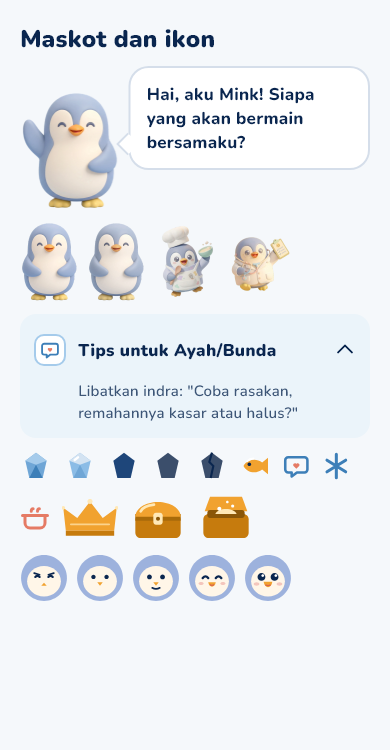 Maskot dan ikon
Hai, aku Mink! Siapa
yang akan bermain
bersamaku?
Tips untuk Ayah/Bunda
Libatkan indra: "Coba rasakan,
remahannya kasar atau halus?"